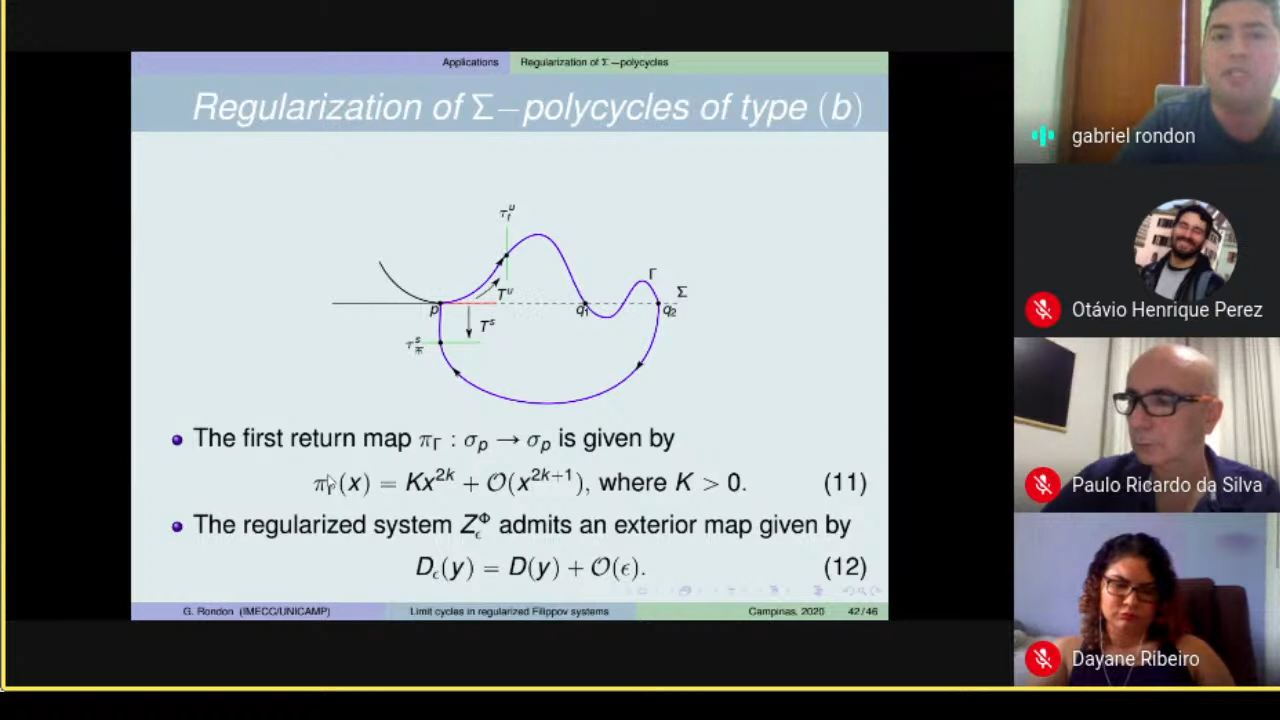 Applications Regularization of Σ−polycycles
Regularization of Σ−polycycles of type (b)
τ_t^u
Γ
Σ
T^u
p
q_1
q_2
T^s
The first return map π_Γ : σ_p → σ_p is given by
π_Γ(x) = Kx^{2k} + O(x^{2k+1}), where K > 0. (11)
The regularized system Z_ϵ^Φ admits an exterior map given by
D_ϵ(y) = D(y) + O(ϵ). (12)
G. Rondon (IMECC/UNICAMP) Limit cycles in regularized Filippov systems Campinas, 2020 42/46
gabriel rondon
Otávio Henrique Perez
Paulo Ricardo da Silva
Dayane Ribeiro